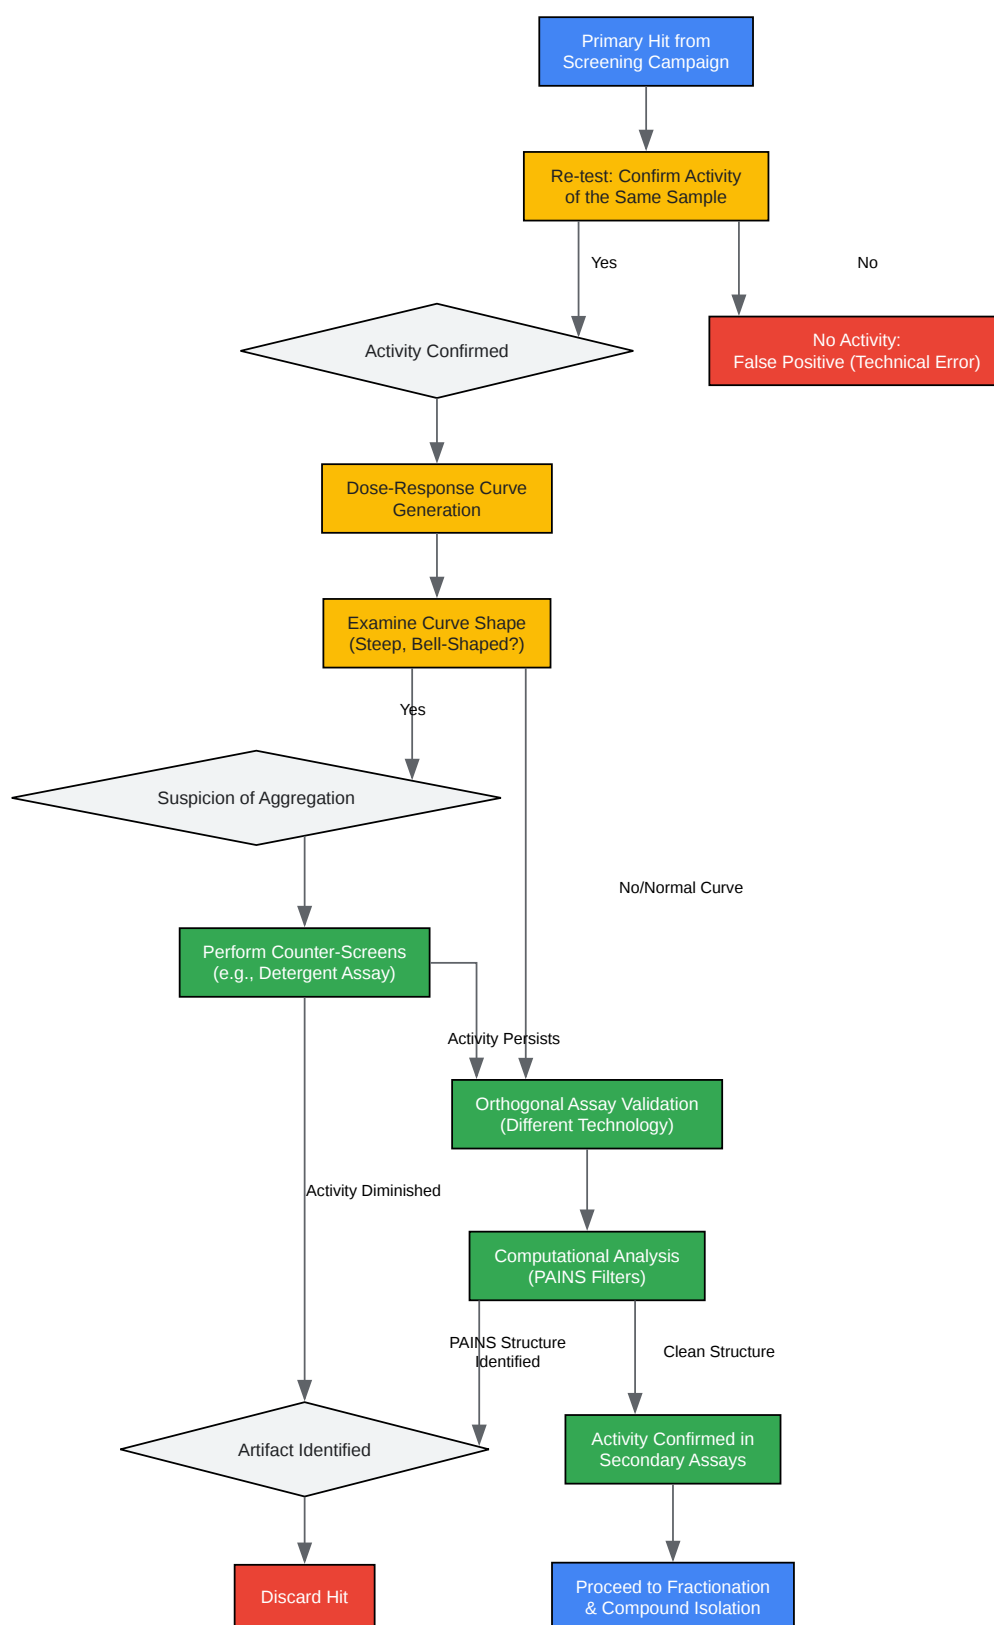 Primary Hit from
Screening Campaign
Re-test: Confirm Activity
of the Same Sample
Yes
No
No Activity:
False Positive (Technical Error)
Activity Confirmed
Dose-Response Curve
Generation
Examine Curve Shape
(Steep, Bell-Shaped?)
Yes
Suspicion of Aggregation
No/Normal Curve
Perform Counter-Screens
(e.g., Detergent Assay)
Activity Persists
Orthogonal Assay Validation
(Different Technology)
Activity Diminished
Computational Analysis
(PAINS Filters)
PAINS Structure
Identified
Clean Structure
Artifact Identified
Activity Confirmed in
Secondary Assays
Discard Hit
Proceed to Fractionation
& Compound Isolation